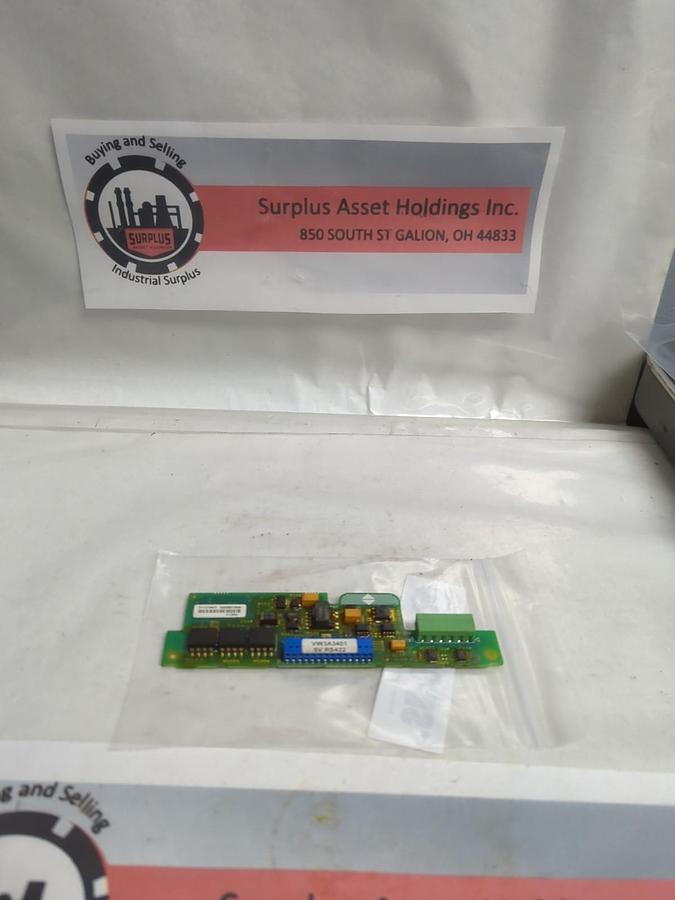 Buying and Selling
SURPLUS
Industrial Surplus
Surplus Asset Holdings Inc.
850 SOUTH ST GALION, OH 44833
VW3A3401
5V RS422
and Selling